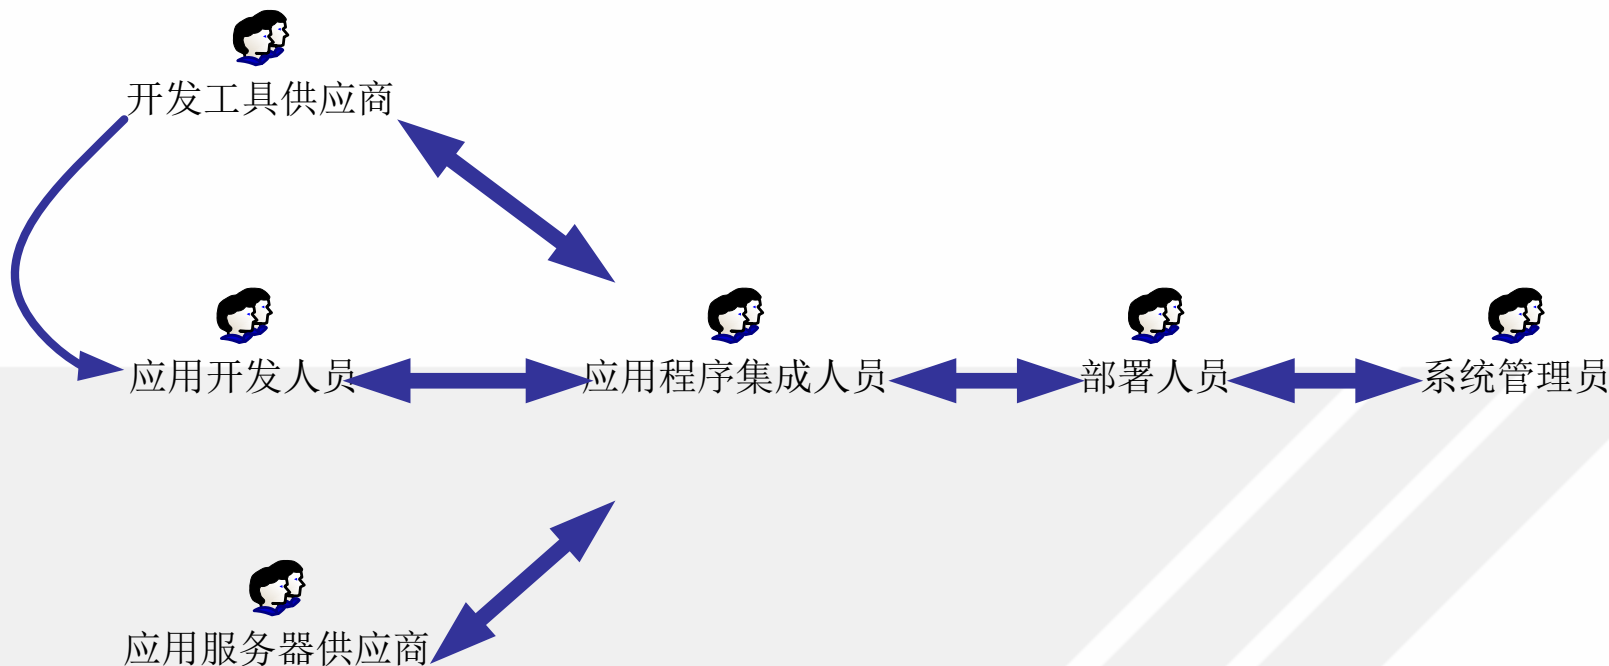 开发工具供应商
应用开发人员
应用程序集成人员
部署人员
系统管理员
应用服务器供应商